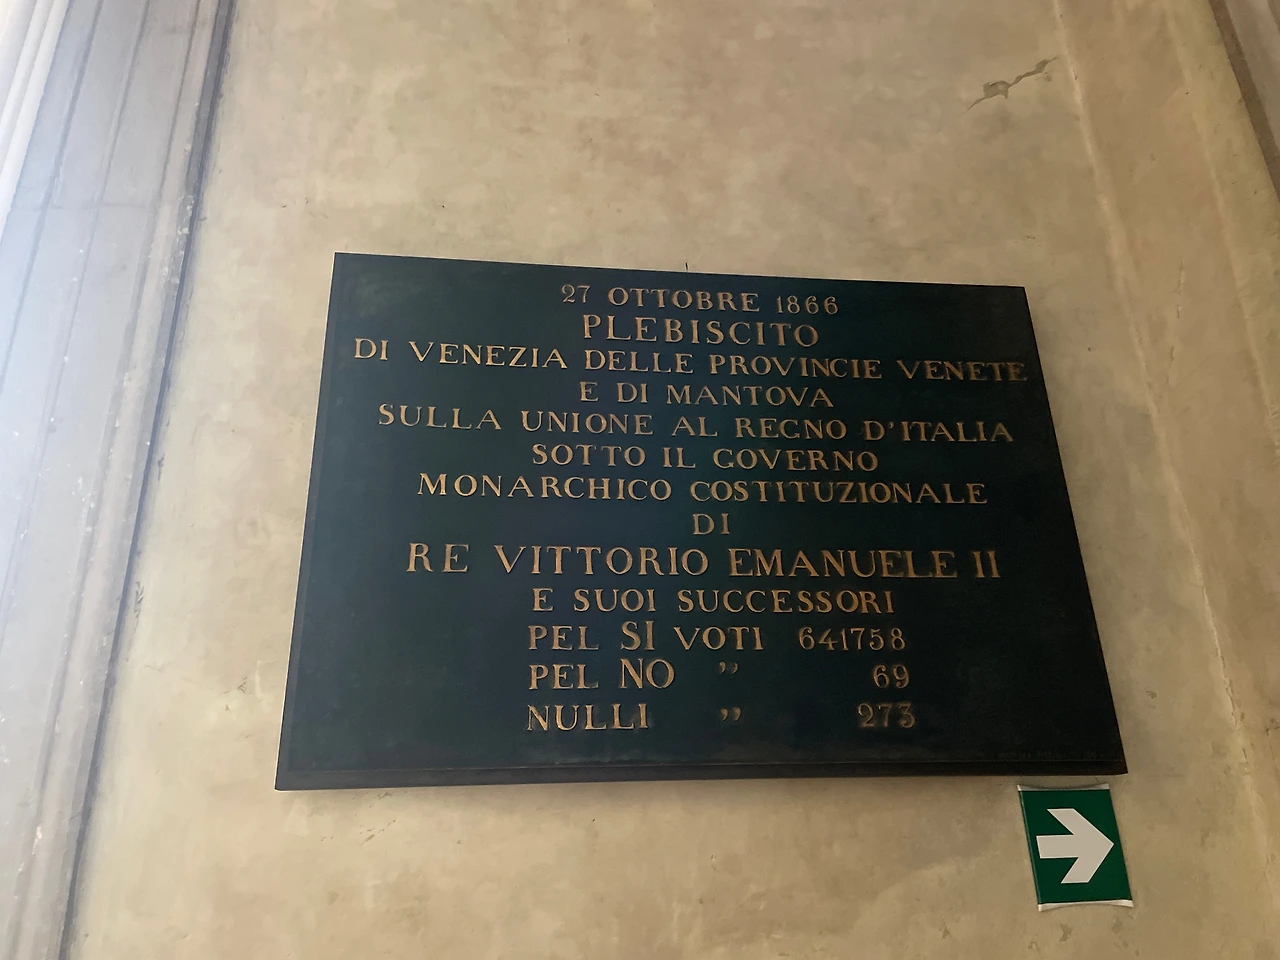 27 OTTOBRE 1866
PLEBISCITO
DI VENEZIA DELLE PROVINCIE VENETE
E DI MANTOVA
SULLA UNIONE AL REGNO D'ITALIA
SOTTO IL GOVERNO
MONARCHICO COSTITUZIONALE
DI
RE VITTORIO EMANUELE II
E SUOI SUCCESSORI
PEL SI VOTI 641758
PEL NO " 69
NULLI " 273